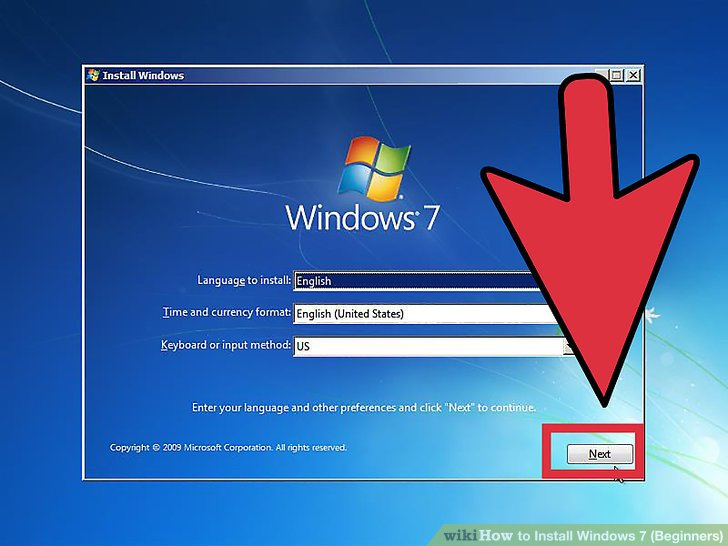 Install Windows
Windows 7
Language to install: English
Time and currency format: English (United States)
Keyboard or input method: US
Enter your language and other preferences and click "Next" to continue.
Copyright © 2009 Microsoft Corporation. All rights reserved.
Next
wikiHow to Install Windows 7 (Beginners)